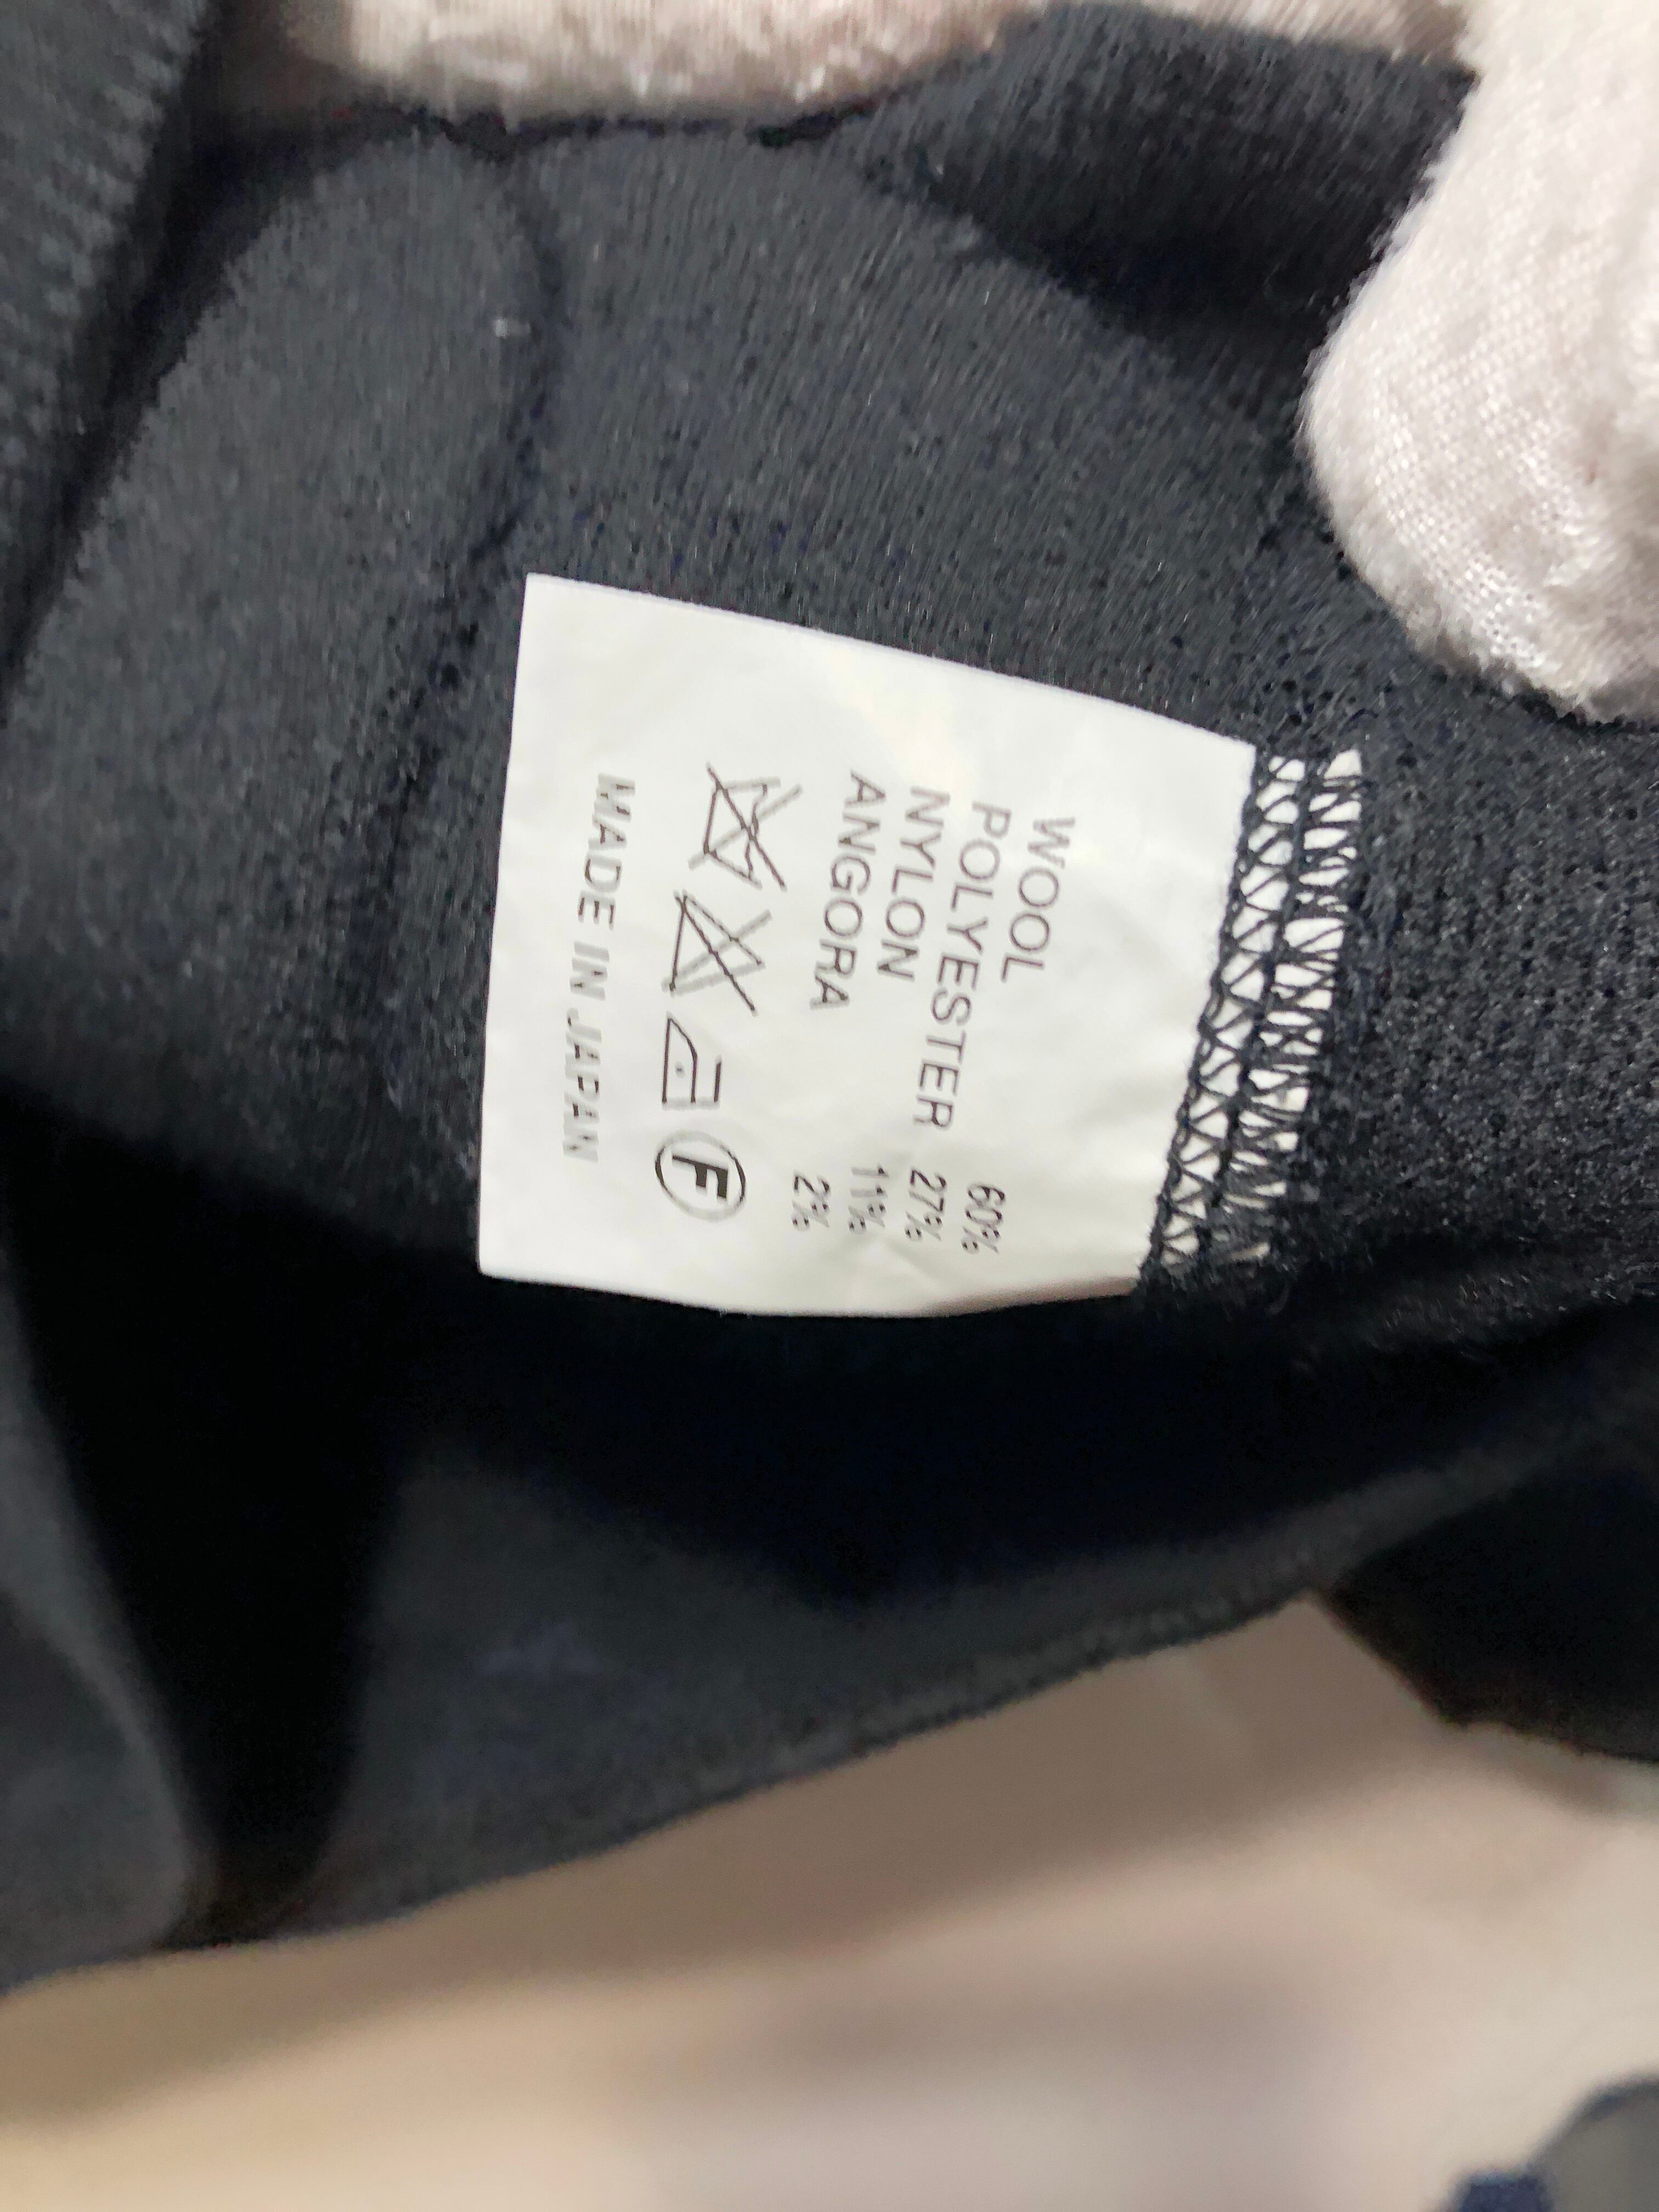 WOOL 60%
POLYESTER 27%
NYLON 11%
ANGORA 2%
F
MADE IN JAPAN